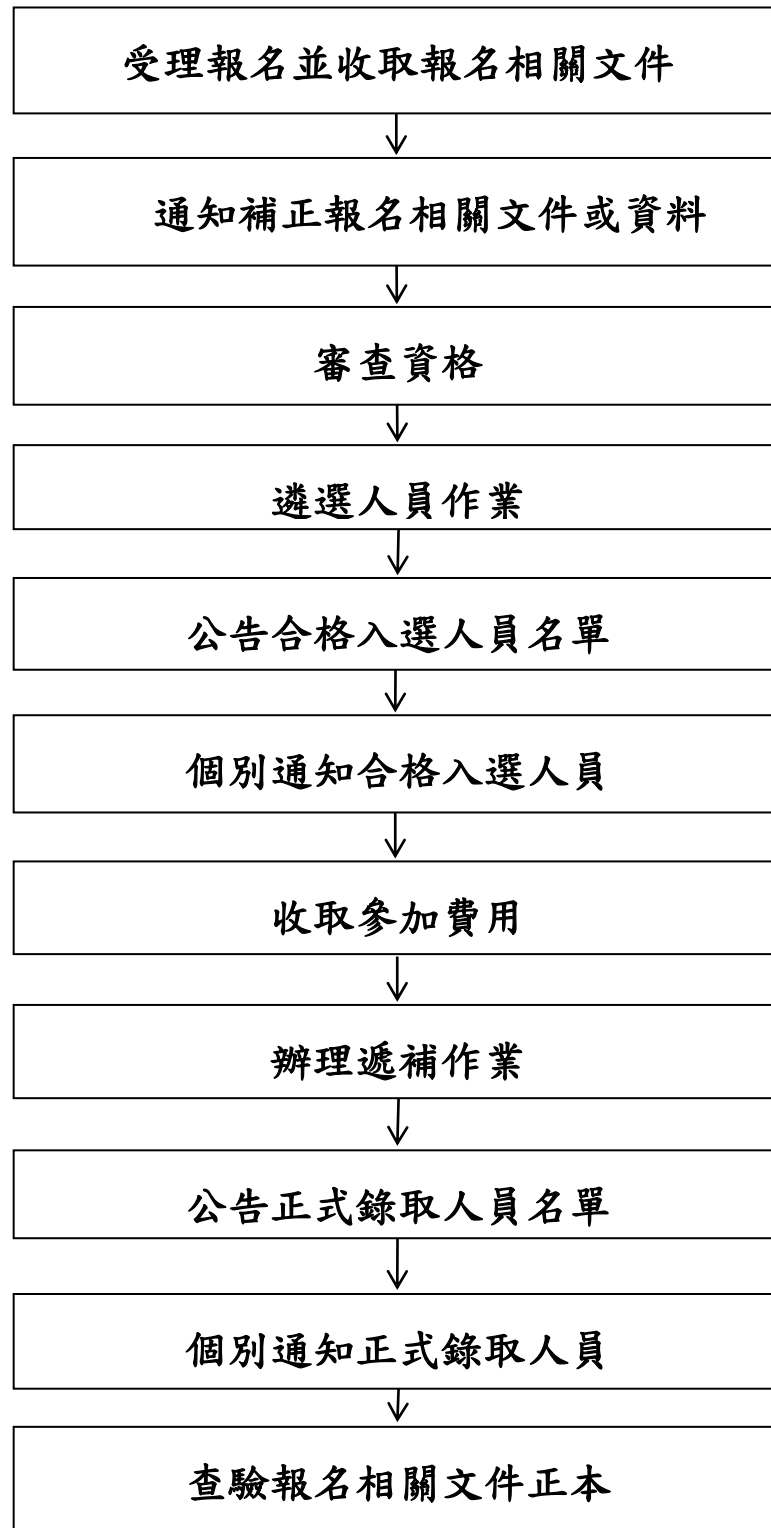 受理報名並收取報名相關文件
通知補正報名相關文件或資料
審查資格
遴選人員作業
公告合格入選人員名單
個別通知合格入選人員
收取參加費用
辦理遞補作業
公告正式錄取人員名單
個別通知正式錄取人員
查驗報名相關文件正本